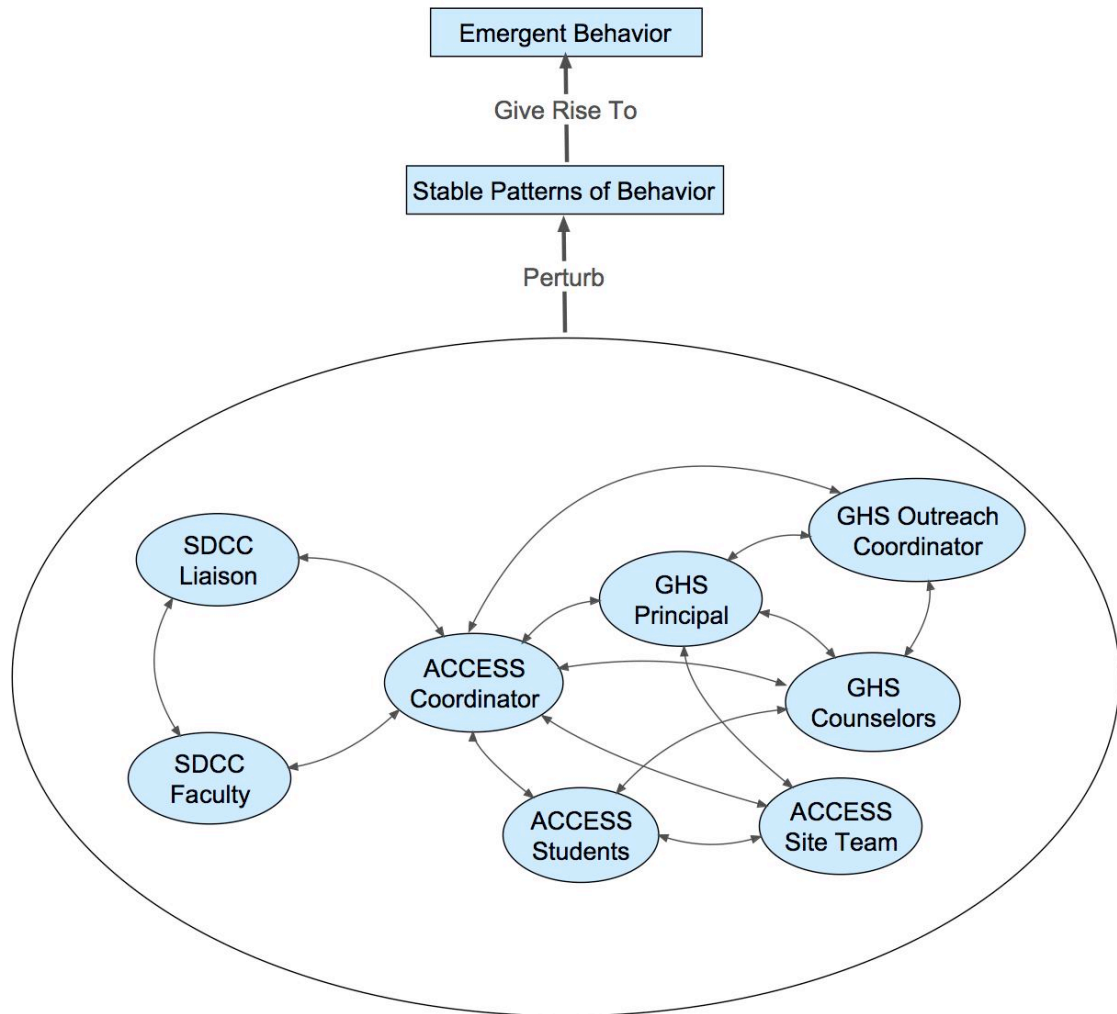 Emergent Behavior
Give Rise To
Stable Patterns of Behavior
Perturb
GHS Outreach
Coordinator
SDCC
Liaison
GHS
Principal
ACCESS
Coordinator
GHS
Counselors
SDCC
Faculty
ACCESS
Students
ACCESS
Site Team